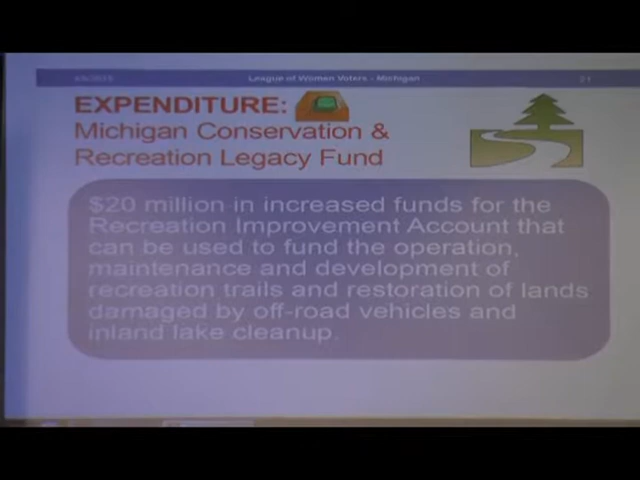 League of Women Voters - Michigan
21
EXPENDITURE:
Michigan Conservation &
Recreation Legacy Fund
$20 million in increased funds for the
Recreation Improvement Account that
can be used to fund the operation,
maintenance and development of
recreation trails and restoration of lands
damaged by off-road vehicles and
inland lake cleanup.